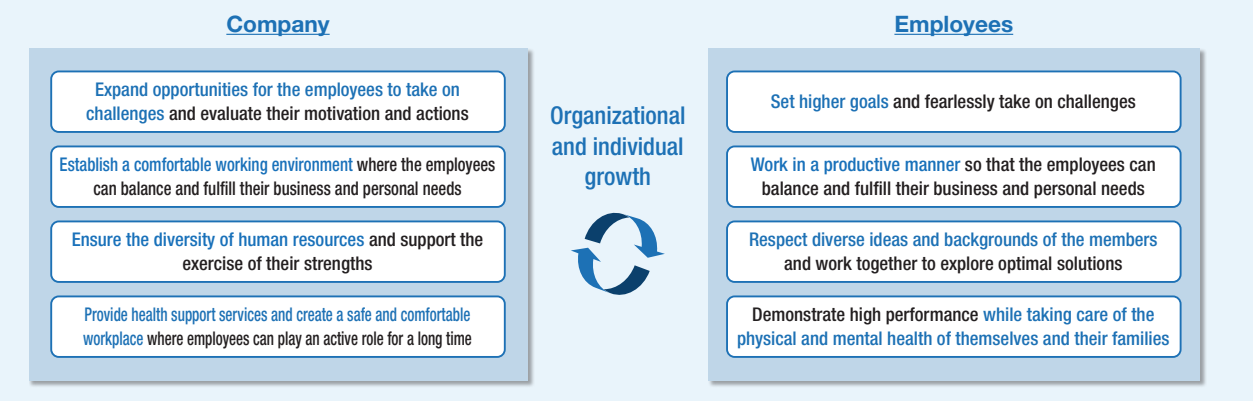 Company
Expand opportunities for the employees to take on
challenges and evaluate their motivation and actions
Establish a comfortable working environment where the employees
can balance and fulfill their business and personal needs
Ensure the diversity of human resources and support the
exercise of their strengths
Provide health support services and create a safe and comfortable
workplace where employees can play an active role for a long time
Organizational
and individual
growth
Employees
Set higher goals and fearlessly take on challenges
Work in a productive manner so that the employees can
balance and fulfill their business and personal needs
Respect diverse ideas and backgrounds of the members
and work together to explore optimal solutions
Demonstrate high performance while taking care of the
physical and mental health of themselves and their families